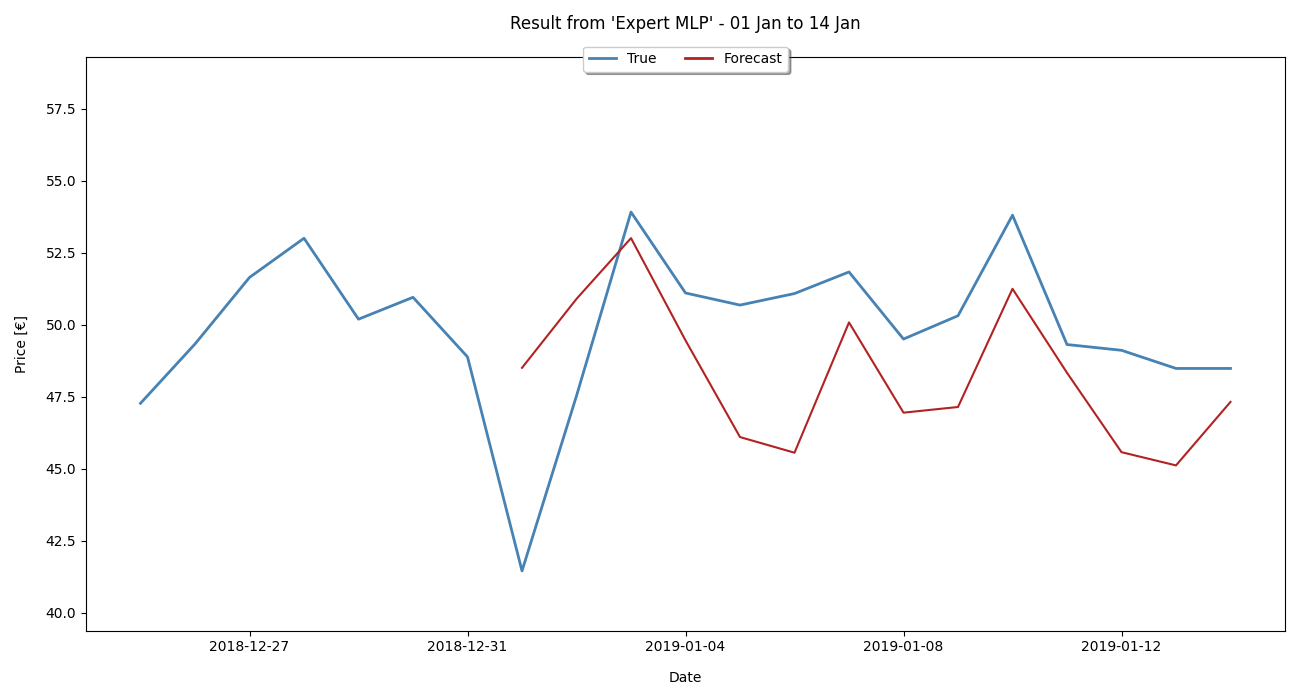 Result from 'Expert MLP' - 01 Jan to 14 Jan
True Forecast
57.5
55.0
52.5
50.0
47.5
45.0
42.5
40.0
Price [€]
2018-12-27 2018-12-31 2019-01-04 2019-01-08 2019-01-12
Date